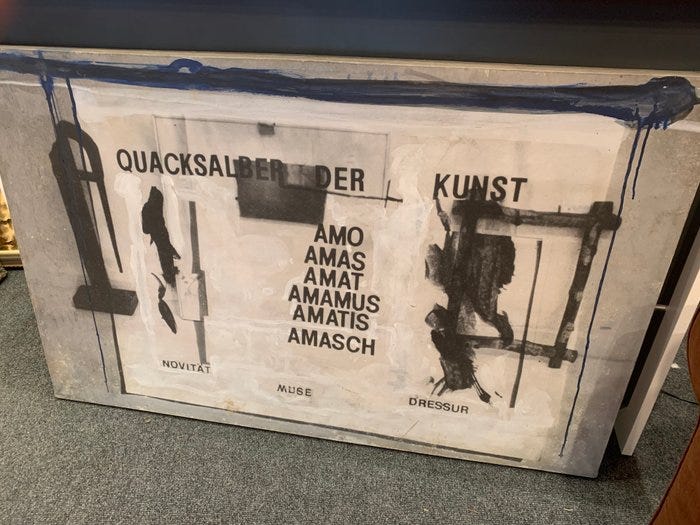 QUACKSALBER DER KUNST
AMO
AMAS
AMAT
AMAMUS
AMATIS
AMASCH
NOVITÄT
MUSE
DRESSUR